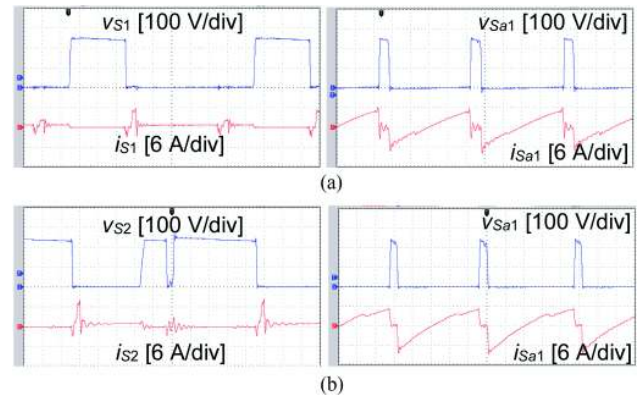 vS1 [100 V/div]
iS1 [6 A/div]
vSa1 [100 V/div]
iSa1 [6 A/div]
(a)
vS2 [100 V/div]
iS2 [6 A/div]
vSa1 [100 V/div]
iSa1 [6 A/div]
(b)